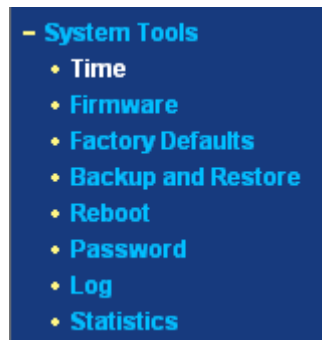 – System Tools
• Time
• Firmware
• Factory Defaults
• Backup and Restore
• Reboot
• Password
• Log
• Statistics